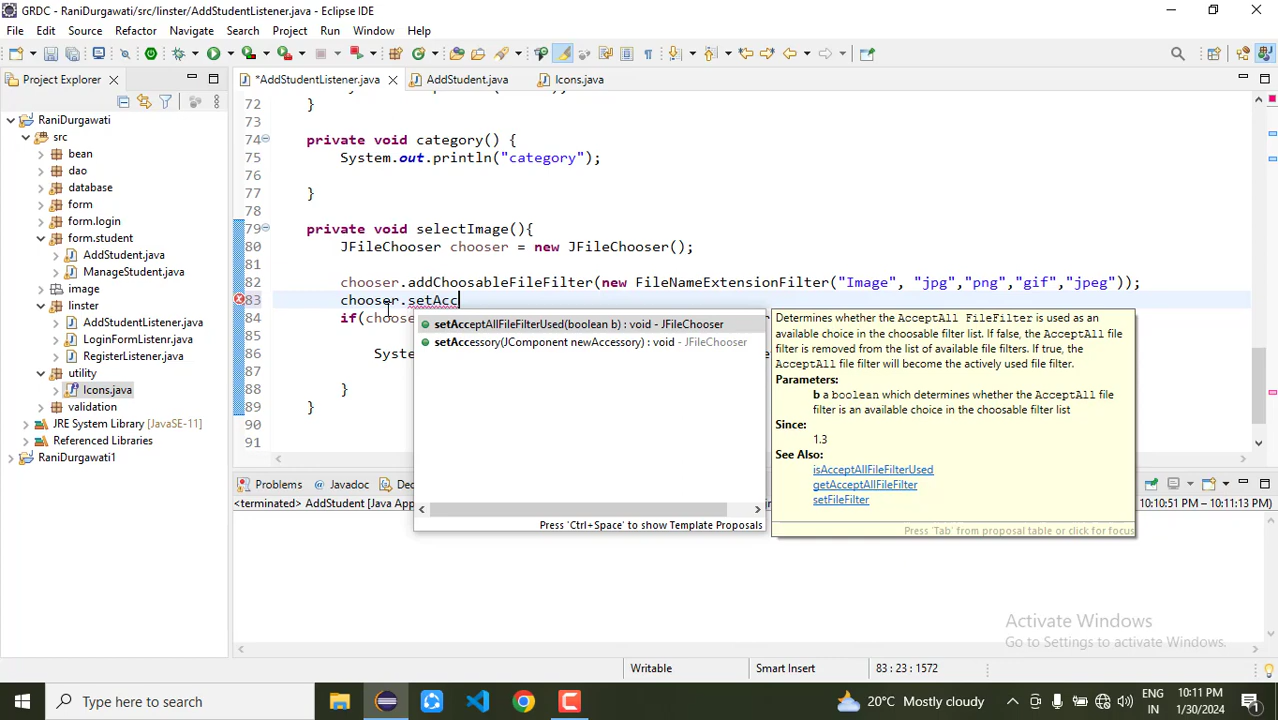 GRDC - RaniDurgawati/src/linster/AddStudentListener.java - Eclipse IDE
File Edit Source Refactor Navigate Search Project Run Window Help
Project Explorer
*AddStudentListener.java AddStudent.java Icons.java
RaniDurgawati
src
bean
dao
database
form
form.login
form.student
AddStudent.java
ManageStudent.java
image
linster
AddStudentListener.java
LoginFormListenr.java
RegisterListener.java
utility
Icons.java
validation
JRE System Library [JavaSE-11]
Referenced Libraries
RaniDurgawati1
72 }
73
74 private void category() {
75 System.out.println("category");
76
77 }
78
79 private void selectImage(){
80 JFileChooser chooser = new JFileChooser();
81
82 chooser.addChoosableFileFilter(new FileNameExtensionFilter("Image", "jpg","png","gif","jpeg"));
83 chooser.setAcc
84 if(choose
85
86 System
87
88 }
89 }
90
91
setAcceptAllFileFilterUsed(boolean b) : void - JFileChooser
setAccessory(JComponent newAccessory) : void - JFileChooser
Press 'Ctrl+Space' to show Template Proposals
Determines whether the AcceptAll FileFilter is used as an
available choice in the choosable filter list. If false, the AcceptAll file
filter is removed from the list of available file filters. If true, the
AcceptAll file filter will become the actively used file filter.
Parameters:
b a boolean which determines whether the AcceptAll file
filter is an available choice in the choosable filter list
Since:
1.3
See Also:
isAcceptAllFileFilterUsed
getAcceptAllFileFilter
setFileFilter
Press 'Tab' from proposal table or click for focus
Problems Javadoc Dec
<terminated> AddStudent [Java App 10:10:51 PM – 10:11:13 PM)
Activate Windows
Go to Settings to activate Windows.
Writable Smart Insert 83 : 23 : 1572
Type here to search
20°C Mostly cloudy
ENG
IN
10:11 PM
1/30/2024
1